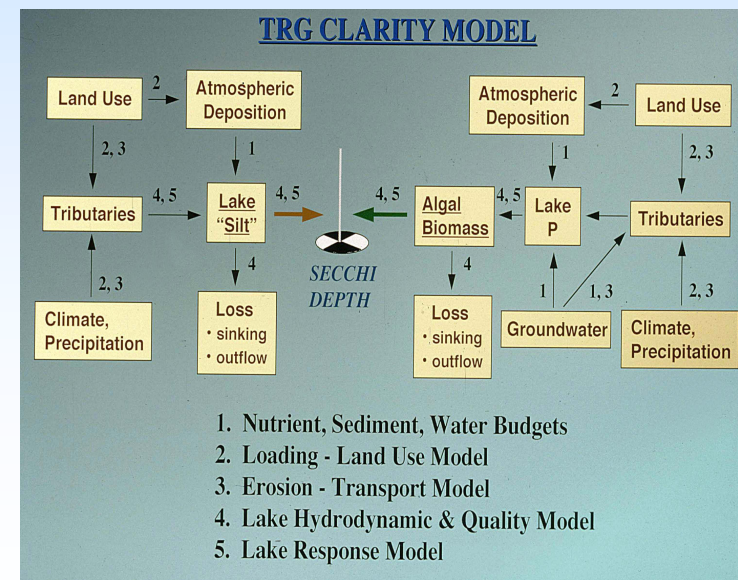 TRG CLARITY MODEL
Land Use
2
Atmospheric
Deposition
2, 3
1
Tributaries
4, 5
Lake
“Silt”
4, 5
2, 3
4
Climate,
Precipitation
Loss
• sinking
• outflow
SECCHI
DEPTH
Atmospheric
Deposition
2
Land Use
1
2, 3
4, 5
Algal
Biomass
4, 5
Lake
P
Tributaries
4
1
1, 3
2, 3
Loss
• sinking
• outflow
Groundwater
Climate,
Precipitation
1. Nutrient, Sediment, Water Budgets
2. Loading - Land Use Model
3. Erosion - Transport Model
4. Lake Hydrodynamic & Quality Model
5. Lake Response Model